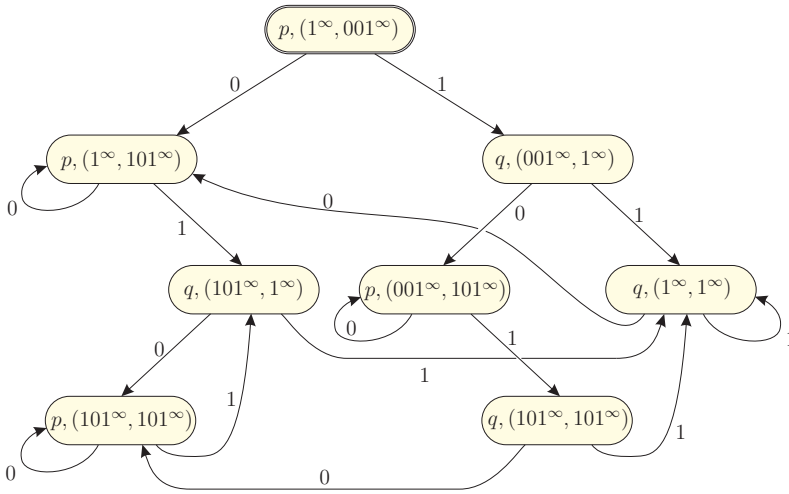 p, (1^∞, 001^∞)
0
1
p, (1^∞, 101^∞)
q, (001^∞, 1^∞)
0
0
0
1
1
q, (101^∞, 1^∞)
p, (001^∞, 101^∞)
q, (1^∞, 1^∞)
0
1
1
0
1
1
p, (101^∞, 101^∞)
q, (101^∞, 101^∞)
1
0
0